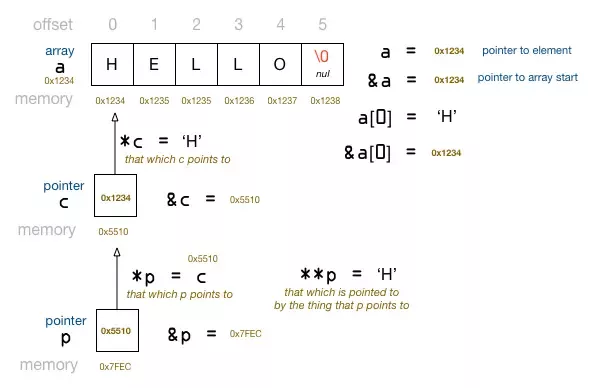 offset 0 1 2 3 4 5
array
a
0x1234
H E L L O \0
nul
memory 0x1234 0x1235 0x1235 0x1236 0x1237 0x1238
a = 0x1234 pointer to element
&a = 0x1234 pointer to array start
a[0] = ‘H’
&a[0] = 0x1234
*c = ‘H’
that which c points to
pointer
c
0x1234
&c = 0x5510
memory 0x5510
0x5510
*p = c
that which p points to
**p = ‘H’
that which is pointed to
by the thing that p points to
pointer
p
0x5510
&p = 0x7FEC
memory 0x7FEC